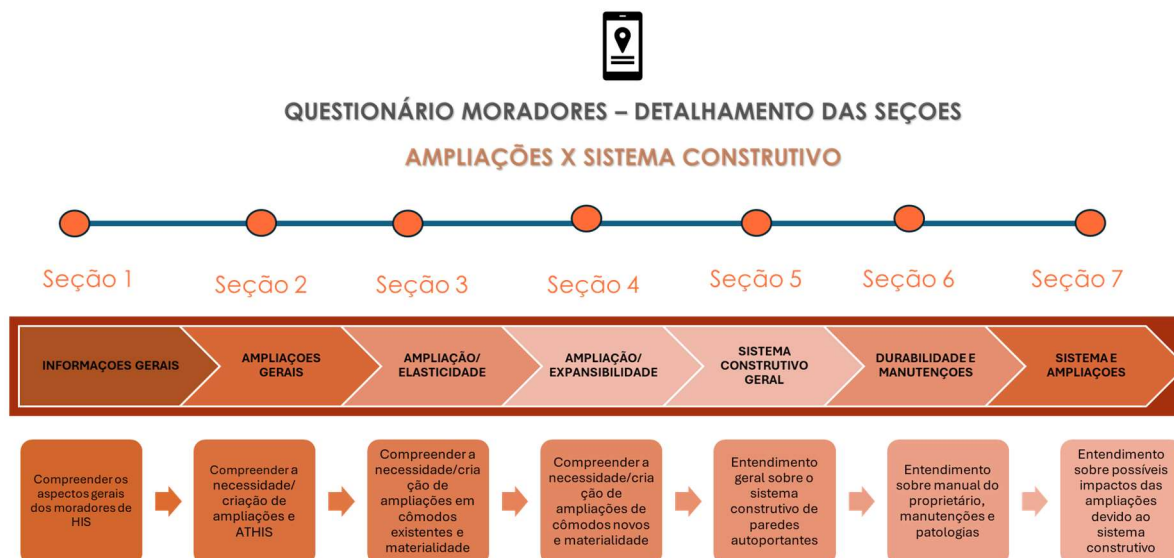 QUESTIONÁRIO MORADORES – DETALHAMENTO DAS SEÇOES
AMPLIAÇÕES X SISTEMA CONSTRUTIVO
Seção 1
Seção 2
Seção 3
Seção 4
Seção 5
Seção 6
Seção 7
INFORMAÇOES GERAIS
AMPLIAÇOES
GERAIS
AMPLIAÇÃO/
ELASTICIDADE
AMPLIAÇÃO/
EXPANSIBILIDADE
SISTEMA
CONSTRUTIVO
GERAL
DURABILIDADE E
MANUTENÇOES
SISTEMA E
AMPLIAÇOES
Compreender os
aspectos gerais
dos moradores de
HIS
Compreender a
necessidade/
criação de
ampliações e
ATHIS
Compreender a
necessidade/cria
ção de
ampliações em
cômodos
existentes e
materialidade
Compreender a
necessidade/cria
ção de
ampliações de
cômodos novos
e materialidade
Entendimento
geral sobre o
sistema
construtivo de
paredes
autoportantes
Entendimento
sobre manual do
proprietário,
manutenções e
patologias
Entendimento
sobre possíveis
impactos das
ampliações
devido ao
sistema
construtivo